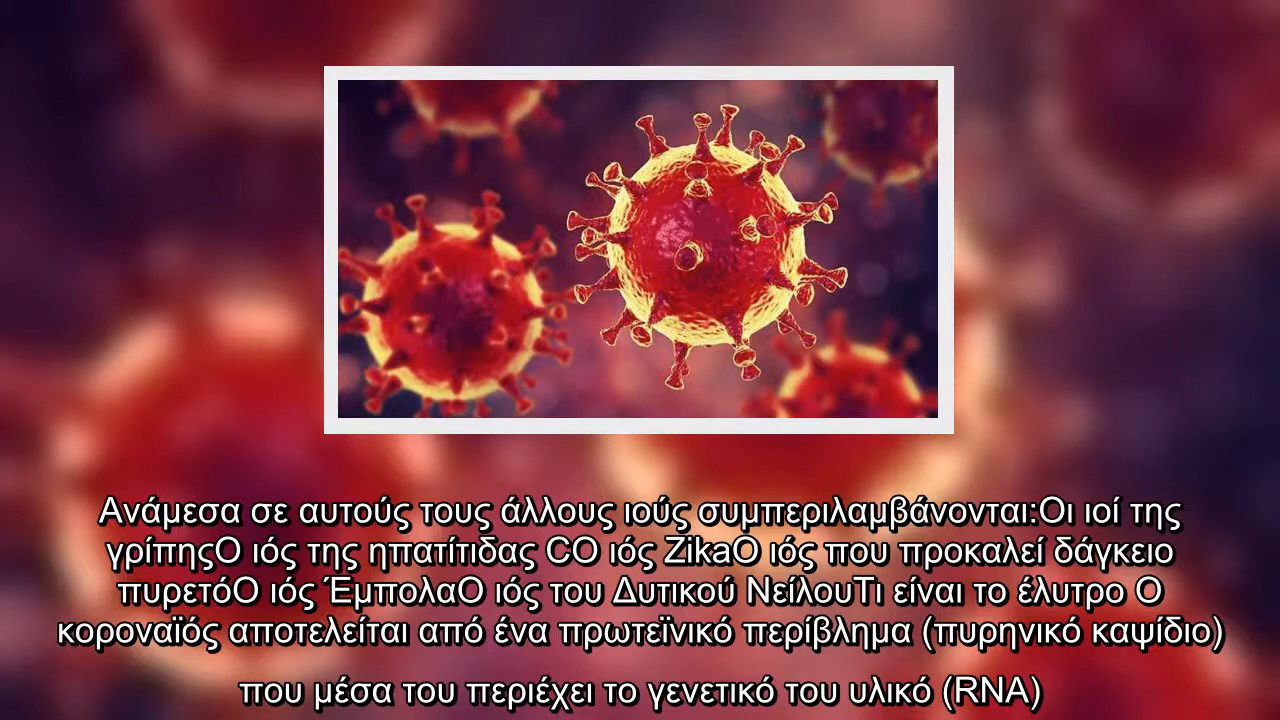 Ανάμεσα σε αυτούς τους άλλους ιούς συμπεριλαμβάνονται:Οι ιοί της
γρίπηςΟ ιός της ηπατίτιδας CΟ ιός ZikaΟ ιός που προκαλεί δάγκειο
πυρετόΟ ιός ΈμπολαΟ ιός του Δυτικού ΝείλουΤι είναι το έλυτρο Ο
κοροναϊός αποτελείται από ένα πρωτεϊνικό περίβλημα (πυρηνικό καψίδιο)
που μέσα του περιέχει το γενετικό του υλικό (RNA)